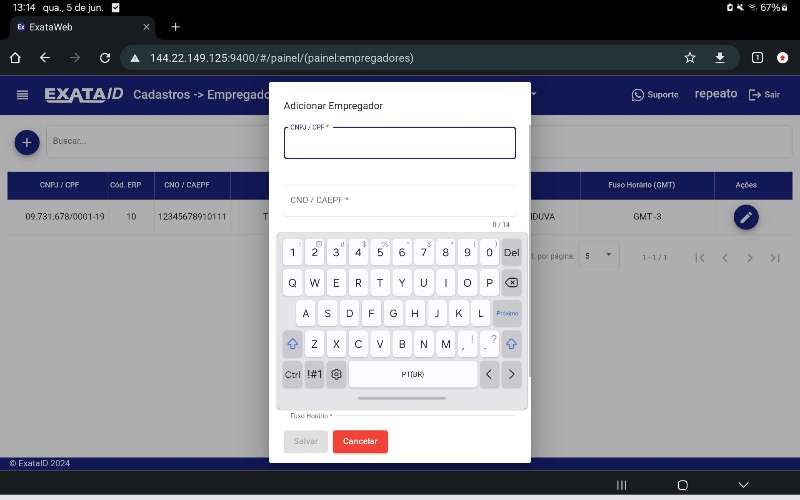 13:14 qua., 5 de jun. 67%
Ex ExataWeb
144.22.149.125:9400/#/painel/(painel:empregadores)
1
EXATAID Cadastros -> Empregado
Suporte repeato Sair
Adicionar Empregador
CNPJ / CPF *
Buscar...
CNPJ / CPF Cód. ERP CNO / CAEPF Fuso Horário (GMT) Ações
CNO / CAEPF *
09.731.678/0001-19 10 12345678910111 T NDUVA GMT -3
0 / 14
por página: 5 1 - 1 / 1
1 2 3 4 5 6 7 8 9 0 Del
Q W E R T Y U I O P
A S D F G H J K L Próximo
Z X C V B N M , ! . ?
Ctrl !#1 PT(BR) < >
Fuso Horário *
Salvar Cancelar
© ExataID 2024